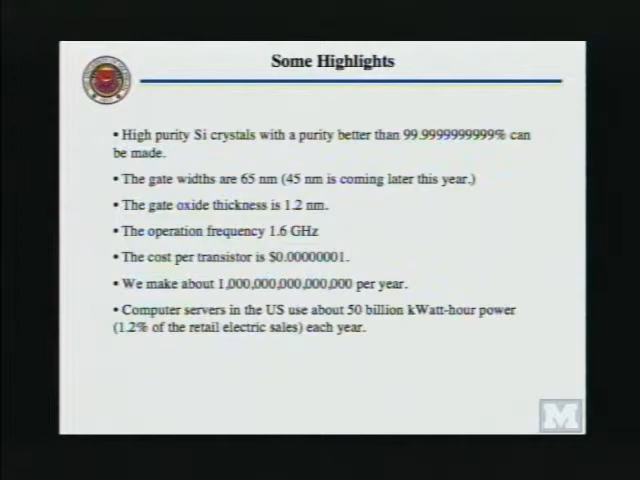 Some Highlights
• High purity Si crystals with a purity better than 99.9999999999% can
be made.
• The gate widths are 65 nm (45 nm is coming later this year.)
• The gate oxide thickness is 1.2 nm.
• The operation frequency 1.6 GHz
• The cost per transistor is $0.00000001.
• We make about 1,000,000,000,000,000 per year.
• Computer servers in the US use about 50 billion kWatt-hour power
(1.2% of the retail electric sales) each year.
M